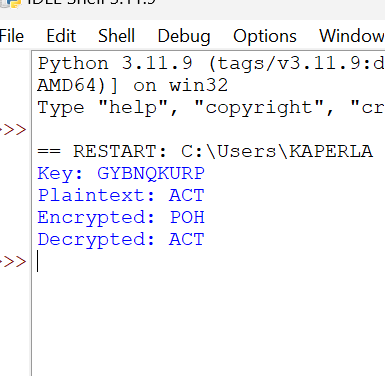 IDLE Shell 3.11.9
File Edit Shell Debug Options Window
Python 3.11.9 (tags/v3.11.9:d
AMD64)] on win32
Type "help", "copyright", "cr
>>>
== RESTART: C:\Users\KAPERLA
Key: GYBNQKURP
Plaintext: ACT
Encrypted: POH
Decrypted: ACT
>>>